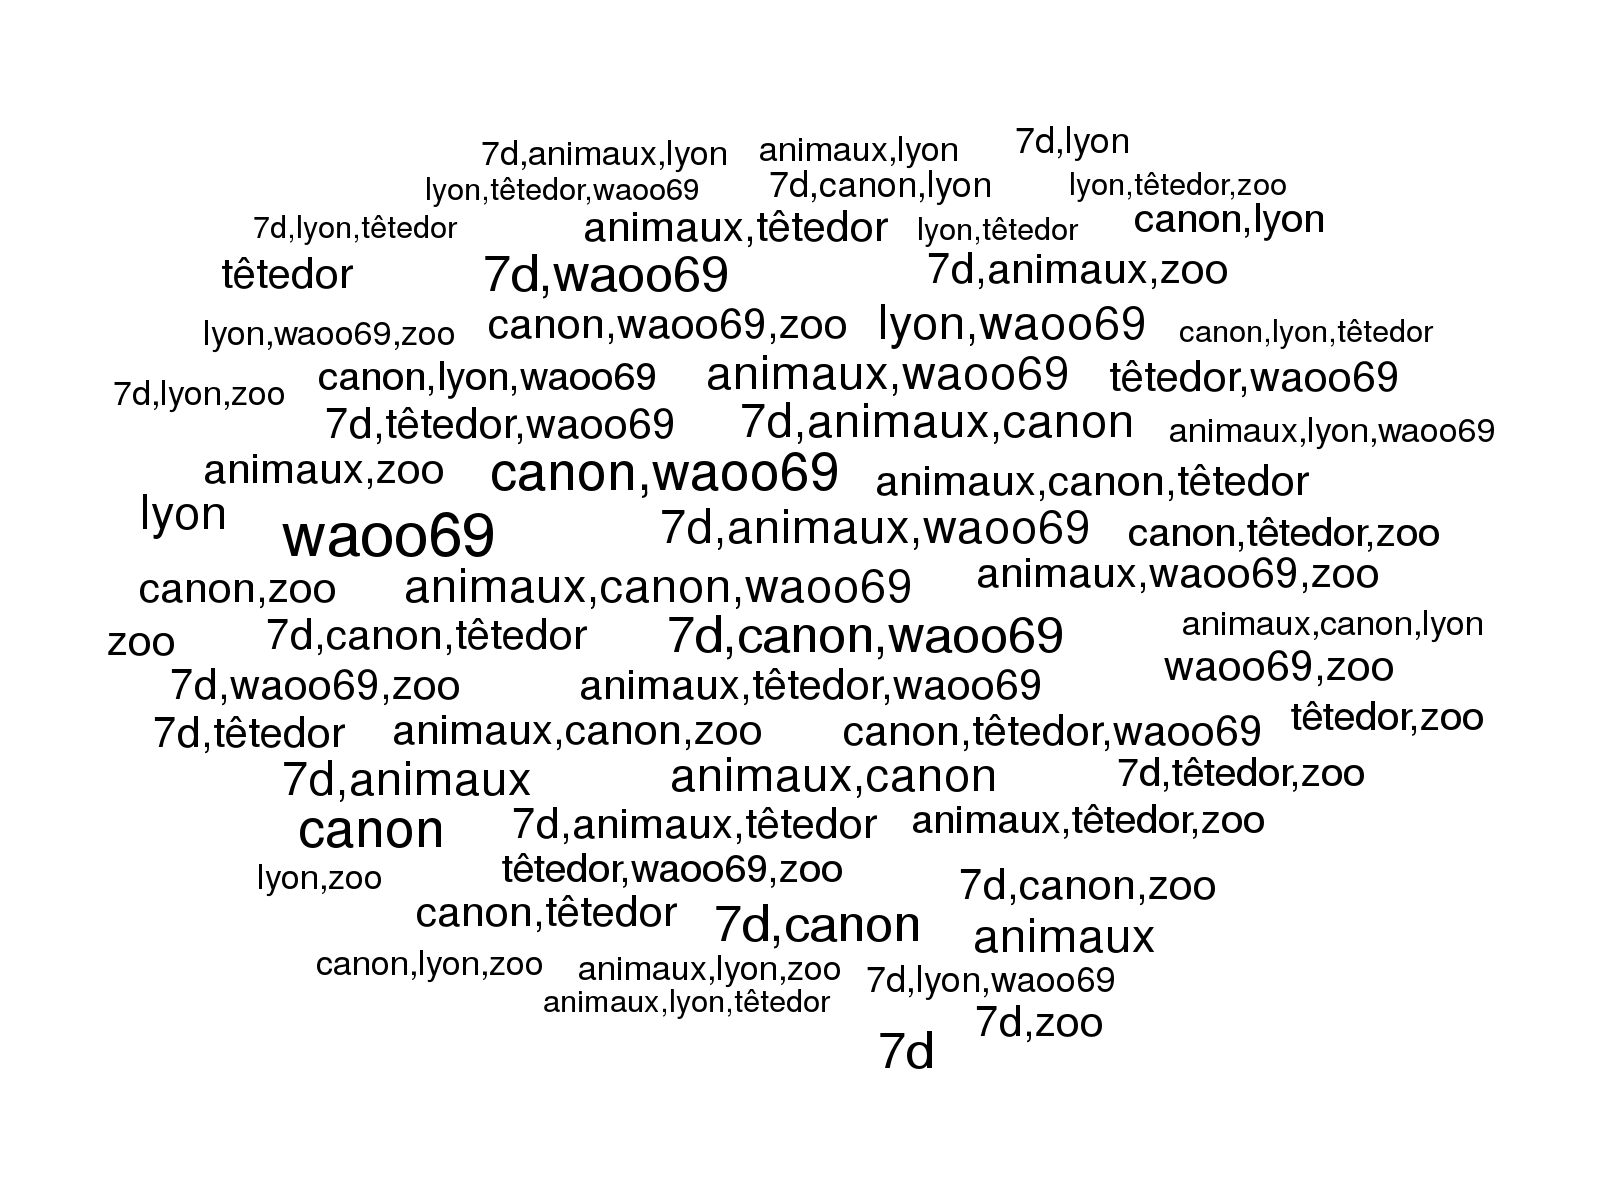 7d,animaux,lyon animaux,lyon 7d,lyon
lyon,têtedor,waoo69 7d,canon,lyon lyon,têtedor,zoo
7d,lyon,têtedor animaux,têtedor lyon,têtedor canon,lyon
têtedor 7d,waoo69 7d,animaux,zoo
lyon,waoo69,zoo canon,waoo69,zoo lyon,waoo69 canon,lyon,têtedor
7d,lyon,zoo canon,lyon,waoo69 animaux,waoo69 têtedor,waoo69
7d,têtedor,waoo69 7d,animaux,canon animaux,lyon,waoo69
animaux,zoo canon,waoo69 animaux,canon,têtedor
lyon waoo69 7d,animaux,waoo69 canon,têtedor,zoo
canon,zoo animaux,canon,waoo69 animaux,waoo69,zoo
zoo 7d,canon,têtedor 7d,canon,waoo69 animaux,canon,lyon
7d,waoo69,zoo animaux,têtedor,waoo69 waoo69,zoo
7d,têtedor animaux,canon,zoo canon,têtedor,waoo69 têtedor,zoo
7d,animaux animaux,canon 7d,têtedor,zoo
canon 7d,animaux,têtedor animaux,têtedor,zoo
lyon,zoo têtedor,waoo69,zoo 7d,canon,zoo
canon,têtedor 7d,canon animaux
canon,lyon,zoo animaux,lyon,zoo 7d,lyon,waoo69
animaux,lyon,têtedor 7d,zoo
7d